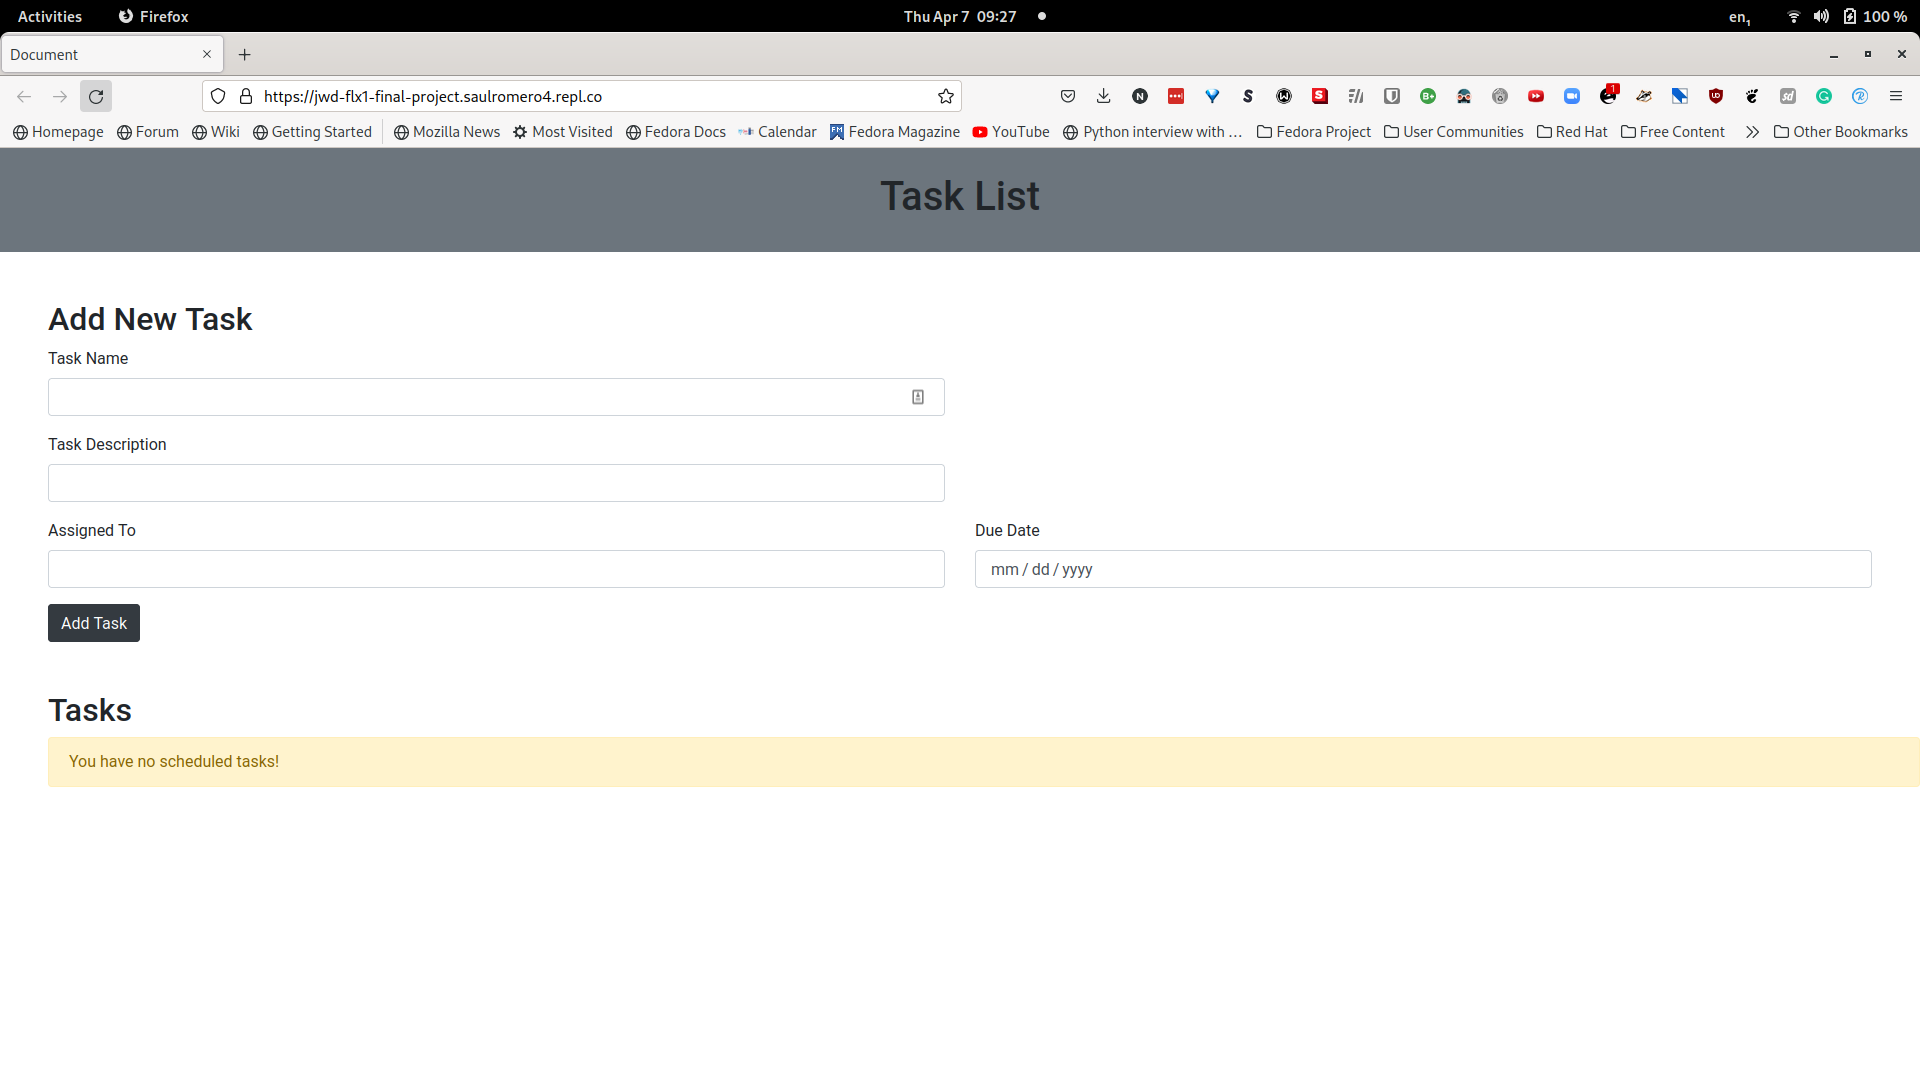 Activities Firefox Thu Apr 7 09:27 en1 100 %
Document
https://jwd-flx1-final-project.saulromero4.repl.co
Homepage Forum Wiki Getting Started Mozilla News Most Visited Fedora Docs Calendar Fedora Magazine YouTube Python interview with … Fedora Project User Communities Red Hat Free Content Other Bookmarks
Task List
Add New Task
Task Name
Task Description
Assigned To Due Date
mm / dd / yyyy
Add Task
Tasks
You have no scheduled tasks!